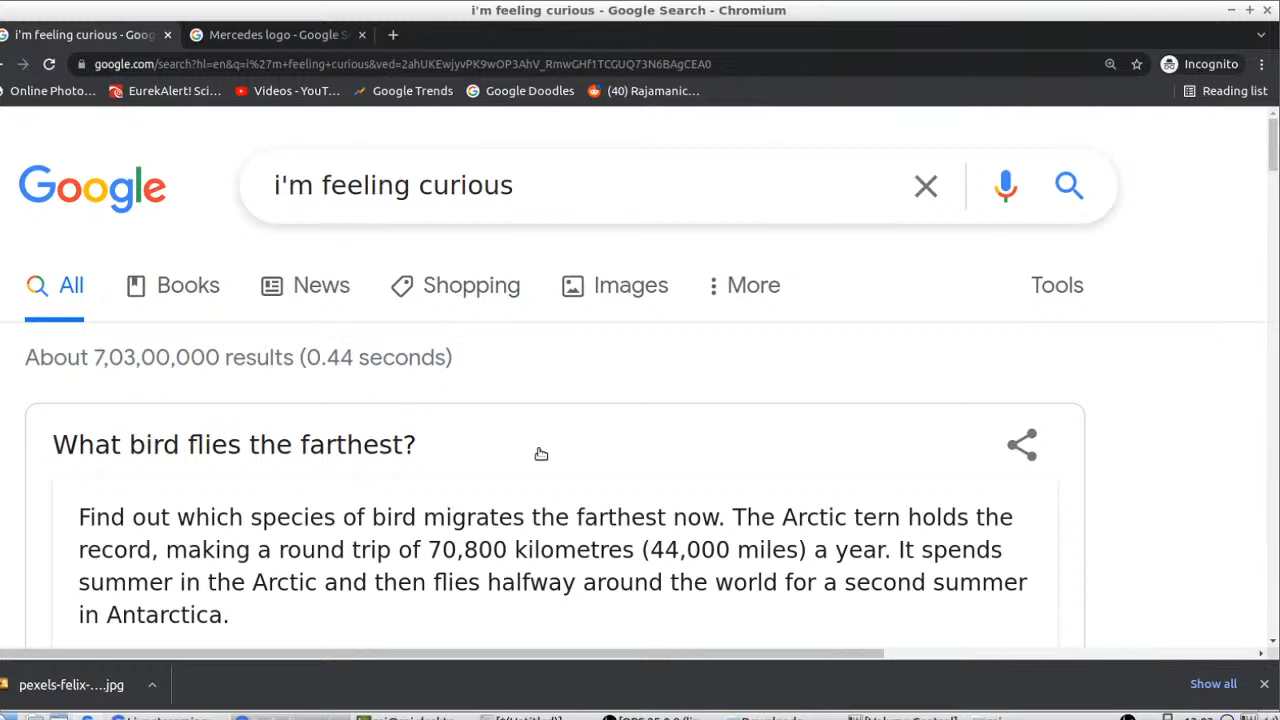 i'm feeling curious - Google Search - Chromium
i'm feeling curious - Goog
Mercedes logo - Google S
google.com/search?hl=en&q=i%27m+feeling+curious&ved=2ahUKEwjyvPK9wOP3AhV_RmwGHf1TCGUQ73N6BAgCEA0
Incognito
Online Photo...
EurekAlert! Sci...
Videos - YouT...
Google Trends
Google Doodles
(40) Rajamanic...
Reading list
Google
i'm feeling curious
All
Books
News
Shopping
Images
More
Tools
About 7,03,00,000 results (0.44 seconds)
What bird flies the farthest?
Find out which species of bird migrates the farthest now. The Arctic tern holds the
record, making a round trip of 70,800 kilometres (44,000 miles) a year. It spends
summer in the Arctic and then flies halfway around the world for a second summer
in Antarctica.
pexels-felix-....jpg
Show all